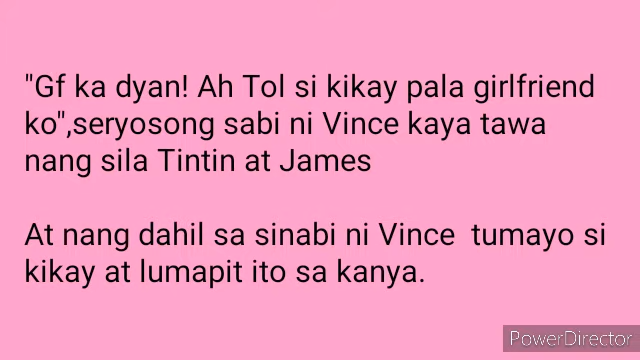 "Gf ka dyan! Ah Tol si kikay pala girlfriend
ko",seryosong sabi ni Vince kaya tawa
nang sila Tintin at James
At nang dahil sa sinabi ni Vince  tumayo si
kikay at lumapit ito sa kanya.
PowerDirector